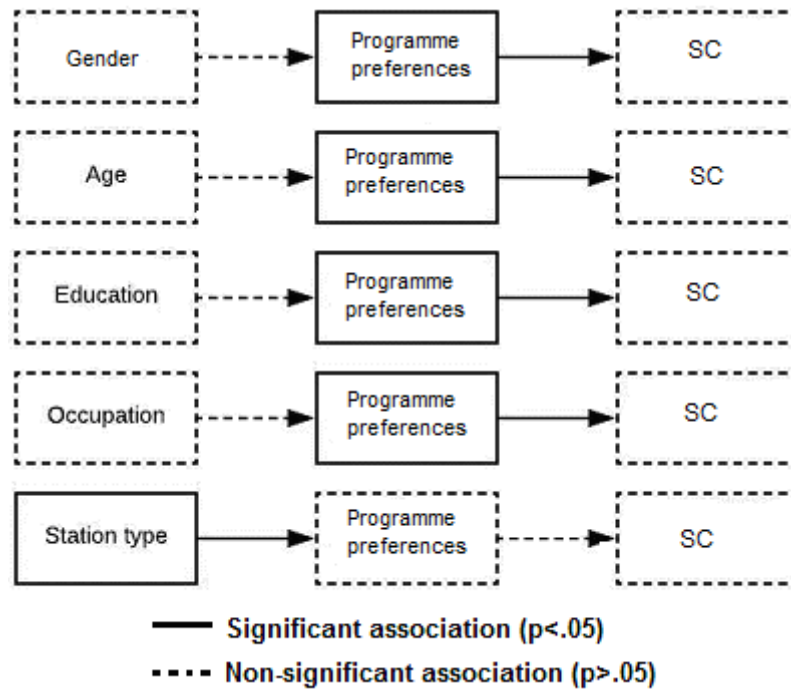 Gender
Programme
preferences
SC
Age
Programme
preferences
SC
Education
Programme
preferences
SC
Occupation
Programme
preferences
SC
Station type
Programme
preferences
SC
Significant association (p<.05)
Non-significant association (p>.05)